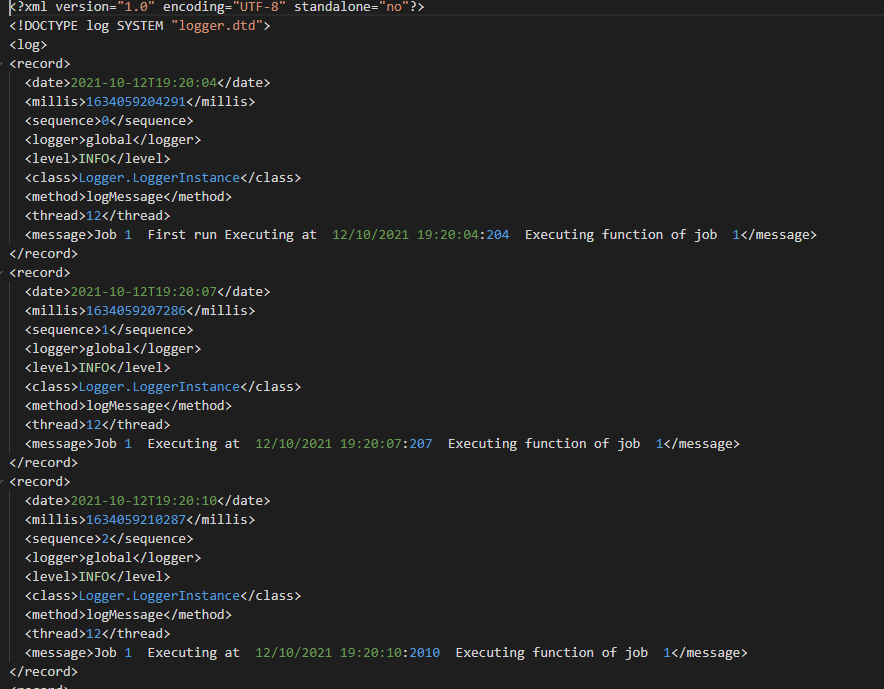 <?xml version="1.0" encoding="UTF-8" standalone="no"?>
<!DOCTYPE log SYSTEM "logger.dtd">
<log>
<record>
  <date>2021-10-12T19:20:04</date>
  <millis>1634059204291</millis>
  <sequence>0</sequence>
  <logger>global</logger>
  <level>INFO</level>
  <class>Logger.LoggerInstance</class>
  <method>logMessage</method>
  <thread>12</thread>
  <message>Job 1  First run Executing at  12/10/2021 19:20:04:204  Executing function of job  1</message>
</record>
<record>
  <date>2021-10-12T19:20:07</date>
  <millis>1634059207286</millis>
  <sequence>1</sequence>
  <logger>global</logger>
  <level>INFO</level>
  <class>Logger.LoggerInstance</class>
  <method>logMessage</method>
  <thread>12</thread>
  <message>Job 1  Executing at  12/10/2021 19:20:07:207  Executing function of job  1</message>
</record>
<record>
  <date>2021-10-12T19:20:10</date>
  <millis>1634059210287</millis>
  <sequence>2</sequence>
  <logger>global</logger>
  <level>INFO</level>
  <class>Logger.LoggerInstance</class>
  <method>logMessage</method>
  <thread>12</thread>
  <message>Job 1  Executing at  12/10/2021 19:20:10:2010  Executing function of job  1</message>
</record>